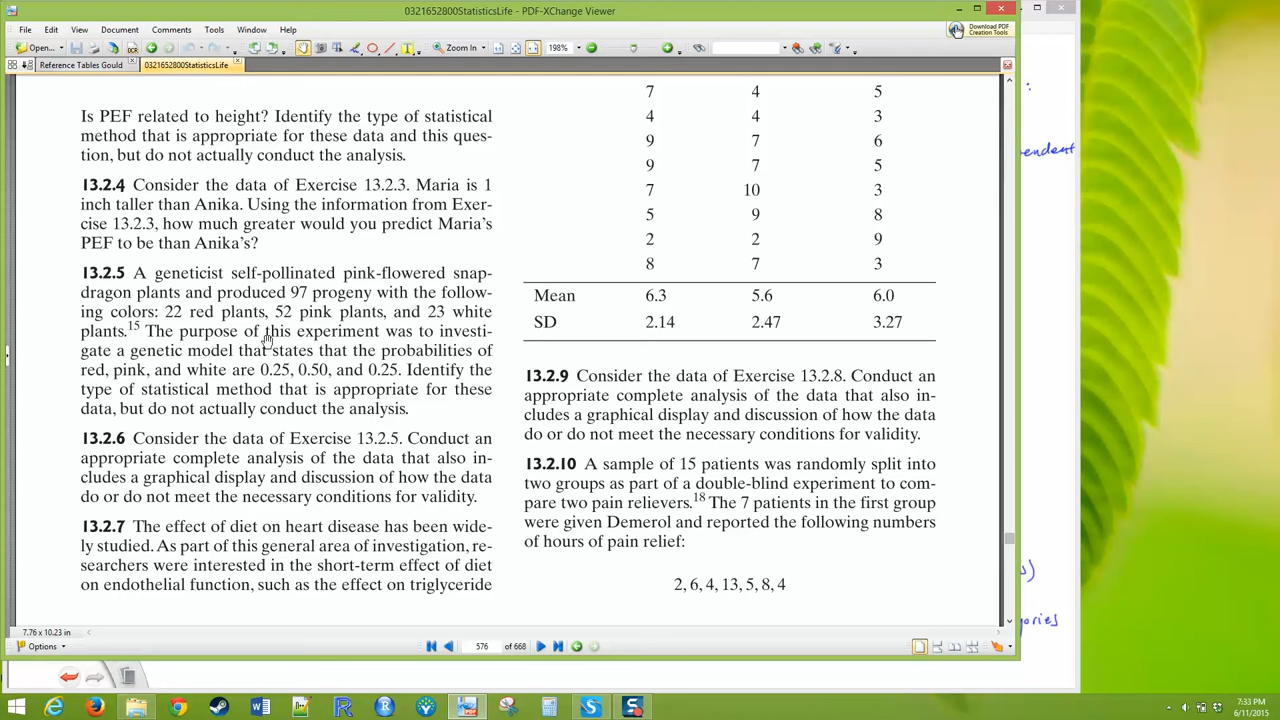 0321652800StatisticsLife - PDF-XChange Viewer
File Edit View Document Comments Tools Window Help
Download PDF
Creation Tools
Open...
Zoom In
198%
Reference Tables Gould
0321652800StatisticsLife
Is PEF related to height? Identify the type of statistical
method that is appropriate for these data and this ques-
tion, but do not actually conduct the analysis.
13.2.4 Consider the data of Exercise 13.2.3. Maria is 1
inch taller than Anika. Using the information from Exer-
cise 13.2.3, how much greater would you predict Maria's
PEF to be than Anika's?
13.2.5 A geneticist self-pollinated pink-flowered snap-
dragon plants and produced 97 progeny with the follow-
ing colors: 22 red plants, 52 pink plants, and 23 white
plants.15 The purpose of this experiment was to investi-
gate a genetic model that states that the probabilities of
red, pink, and white are 0.25, 0.50, and 0.25. Identify the
type of statistical method that is appropriate for these
data, but do not actually conduct the analysis.
13.2.6 Consider the data of Exercise 13.2.5. Conduct an
appropriate complete analysis of the data that also in-
cludes a graphical display and discussion of how the data
do or do not meet the necessary conditions for validity.
13.2.7 The effect of diet on heart disease has been wide-
ly studied. As part of this general area of investigation, re-
searchers were interested in the short-term effect of diet
on endothelial function, such as the effect on triglyceride
7 4 5
4 4 3
9 7 6
9 7 5
7 10 3
5 9 8
2 2 9
8 7 3
Mean 6.3 5.6 6.0
SD 2.14 2.47 3.27
13.2.9 Consider the data of Exercise 13.2.8. Conduct an
appropriate complete analysis of the data that also in-
cludes a graphical display and discussion of how the data
do or do not meet the necessary conditions for validity.
13.2.10 A sample of 15 patients was randomly split into
two groups as part of a double-blind experiment to com-
pare two pain relievers.18 The 7 patients in the first group
were given Demerol and reported the following numbers
of hours of pain relief:
2, 6, 4, 13, 5, 8, 4
7.76 x 10.23 in
Options
576 of 668
7:33 PM
6/11/2015